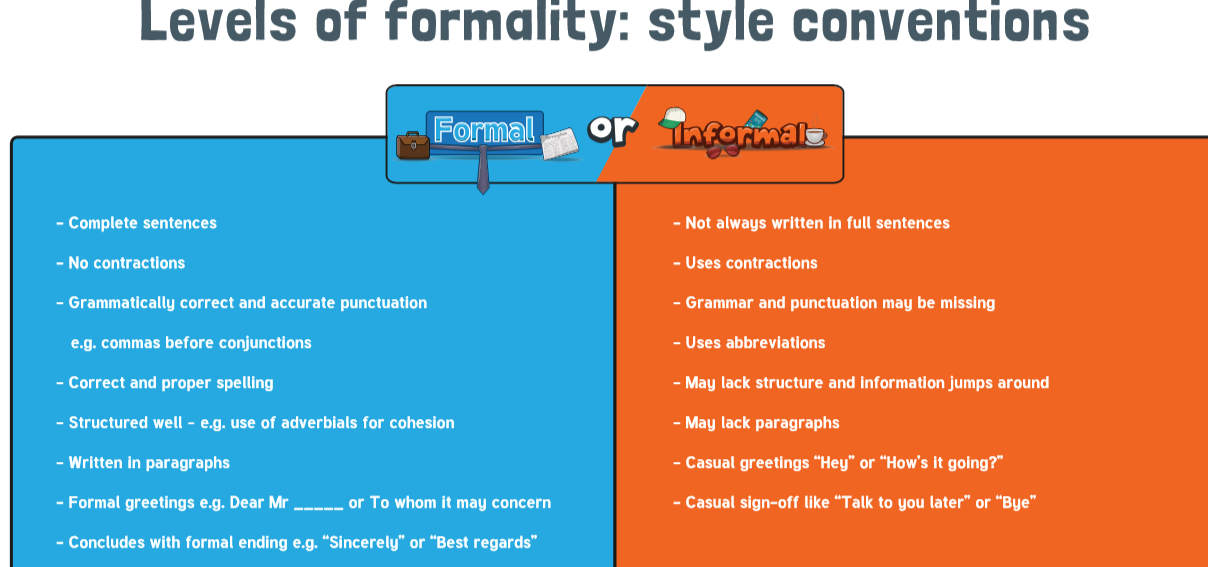 Levels of formality: style conventions
Formal or Informal
- Complete sentences
- No contractions
- Grammatically correct and accurate punctuation
e.g. commas before conjunctions
- Correct and proper spelling
- Structured well - e.g. use of adverbials for cohesion
- Written in paragraphs
- Formal greetings e.g. Dear Mr _____ or To whom it may concern
- Concludes with formal ending e.g. “Sincerely” or “Best regards”
- Not always written in full sentences
- Uses contractions
- Grammar and punctuation may be missing
- Uses abbreviations
- May lack structure and information jumps around
- May lack paragraphs
- Casual greetings “Hey” or “How's it going?”
- Casual sign-off like “Talk to you later” or “Bye”